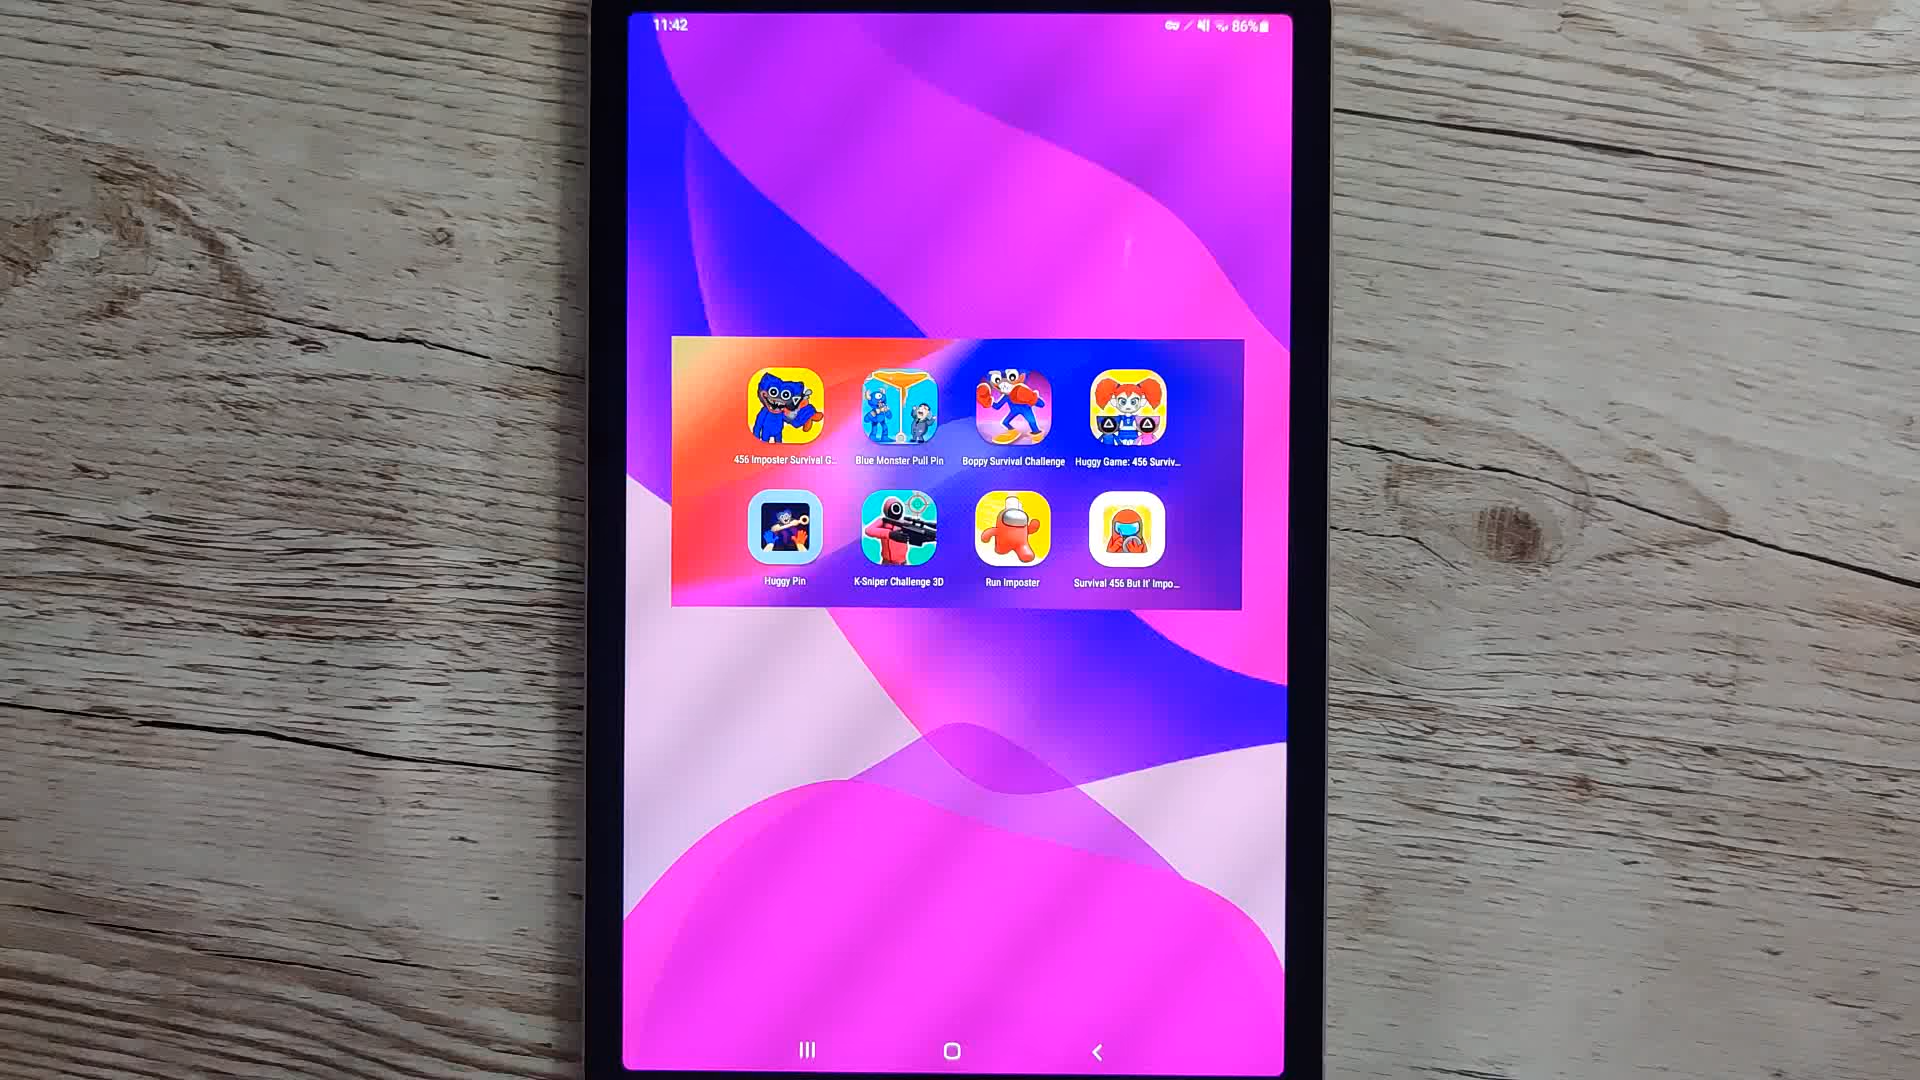 11:42
86%
456 Imposter Survival G...
Blue Monster Pull Pin
Boppy Survival Challenge
Huggy Game: 456 Surviv...
Huggy Pin
K-Sniper Challenge 3D
Run Imposter
Survival 456 But It' Impo...